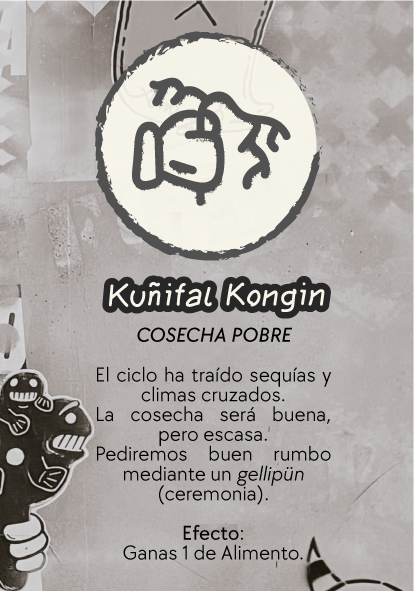 Kuñifal Kongin
COSECHA POBRE
El ciclo ha traído sequías y
climas cruzados.
La cosecha será buena,
pero escasa.
Pediremos buen rumbo
mediante un gellipün
(ceremonia).
Efecto:
Ganas 1 de Alimento.